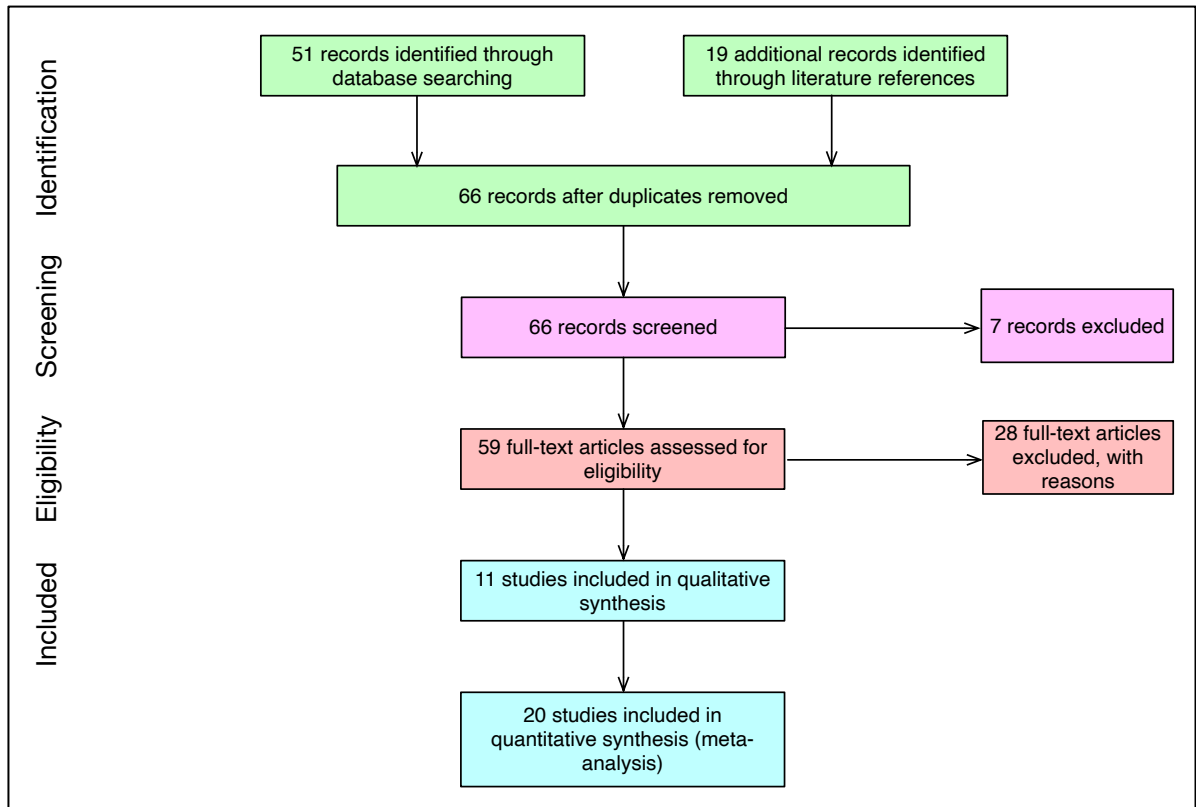 51 records identified through
database searching
19 additional records identified
through literature references
Identification
66 records after duplicates removed
Screening
66 records screened
7 records excluded
Eligibility
59 full-text articles assessed for
eligibility
28 full-text articles
excluded, with
reasons
Included
11 studies included in qualitative
synthesis
20 studies included in
quantitative synthesis (meta-
analysis)